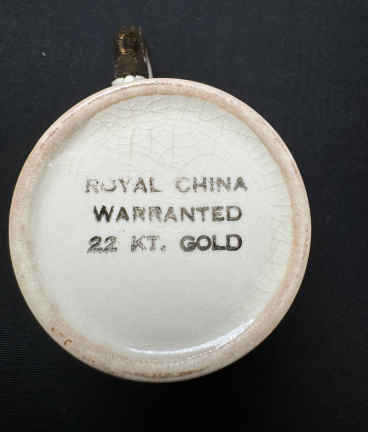 ROYAL CHINA
WARRANTED
22 KT. GOLD